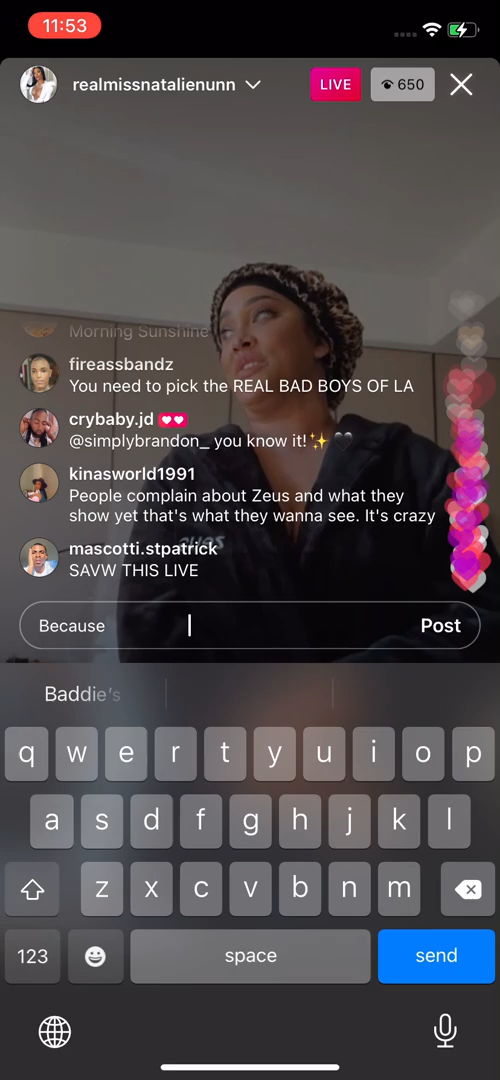 11:53
realmissnatalienunn
LIVE
650
Morning Sunshine
fireassbandz
You need to pick the REAL BAD BOYS OF LA
crybaby.jd
@simplybrandon_ you know it!✨🖤
kinasworld1991
People complain about Zeus and what they
show yet that's what they wanna see. It's crazy
mascotti.stpatrick
SAVW THIS LIVE
Because
Post
Baddie's
q w e r t y u i o p
a s d f g h j k l
z x c v b n m
123
space
send